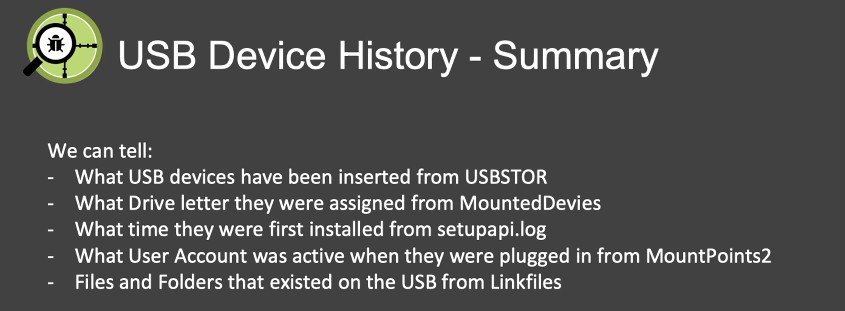 USB Device History - Summary
We can tell:
- What USB devices have been inserted from USBSTOR
- What Drive letter they were assigned from MountedDevies
- What time they were first installed from setupapi.log
- What User Account was active when they were plugged in from MountPoints2
- Files and Folders that existed on the USB from Linkfiles